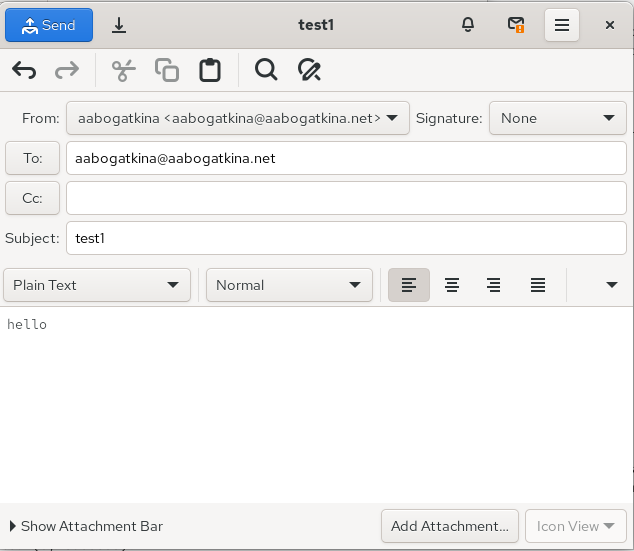 Send
test1
From:
aabogatkina <aabogatkina@aabogatkina.net>
Signature:
None
To:
aabogatkina@aabogatkina.net
Cc:
Subject:
test1
Plain Text
Normal
hello
Show Attachment Bar
Add Attachment...
Icon View